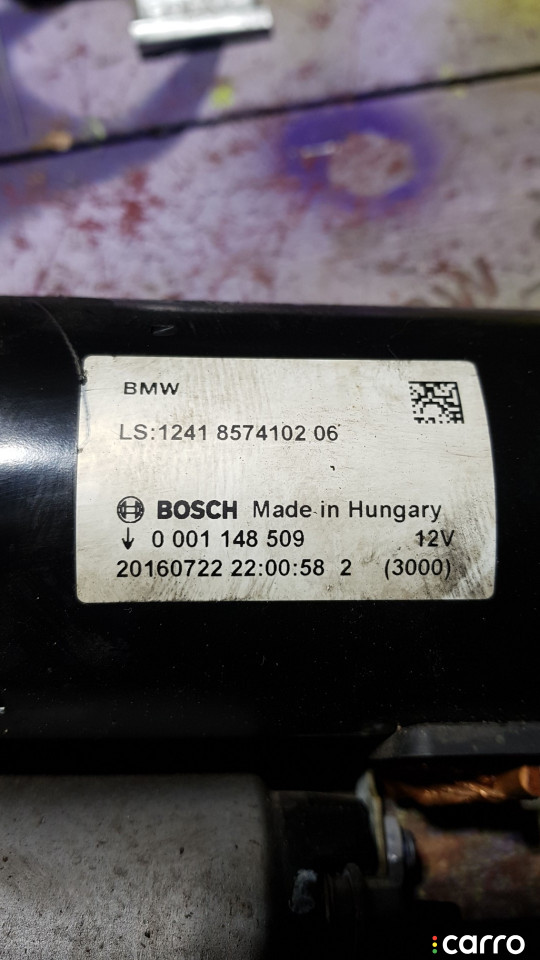 BMW
LS:1241 8574102 06
BOSCH Made in Hungary
↓ 0 001 148 509 12V
20160722 22:00:58 2 (3000)
carro